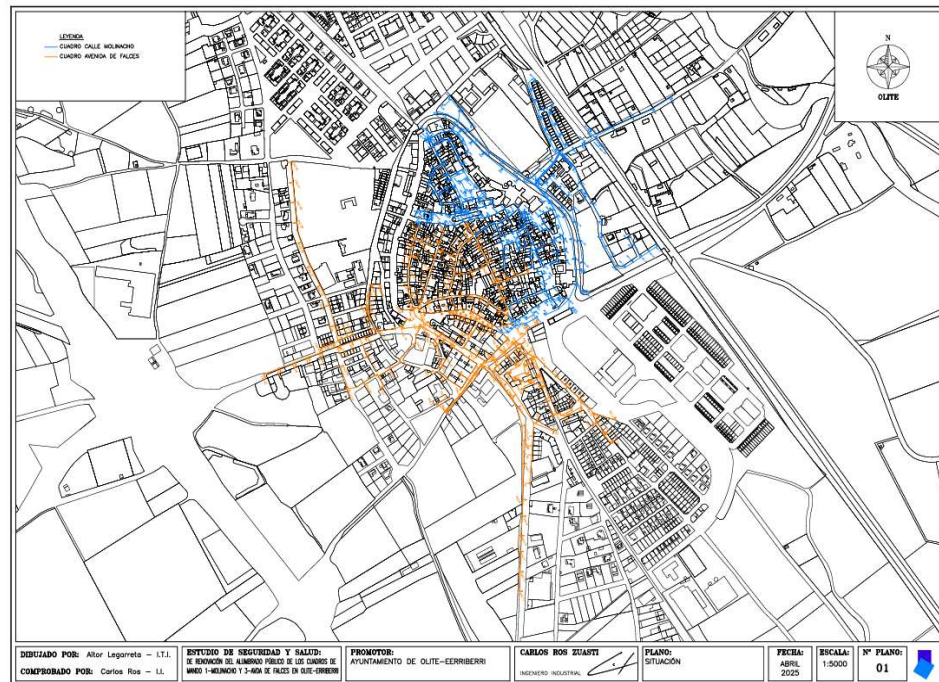 LEYENDA
CUADRO CALLE MOLINACHO
CUADRO AVENIDA DE FALCES
N
OLITE
DIBUJADO POR: Aitor Legarreta – I.T.I.
COMPROBADO POR: Carlos Ros – I.I.
ESTUDIO DE SEGURIDAD Y SALUD:
DE RENOVACIÓN DEL ALUMBRADO PÚBLICO DE LOS CUADROS DE
MANDO 1-MOLINACHO Y 3-AVDA DE FALCES EN OLITE-ERRIBERRI
PROMOTOR:
AYUNTAMIENTO DE OLITE-EERRIBERRI
CARLOS ROS ZUASTI
INGENIERO INDUSTRIAL
PLANO:
SITUACIÓN
FECHA:
ABRIL
2025
ESCALA:
1:5000
Nº PLANO:
01